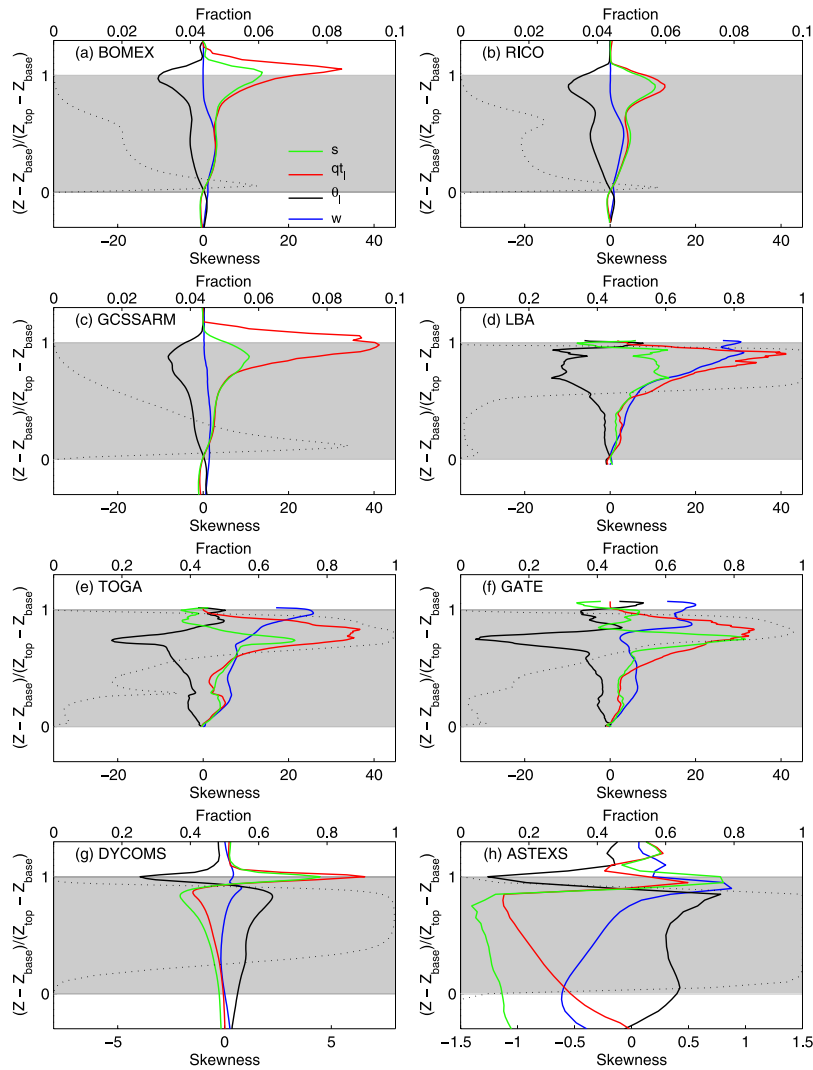 Fraction Fraction
0 0.02 0.04 0.06 0.08 0.1 0 0.02 0.04 0.06 0.08 0.1
(a) BOMEX (b) RICO
(Z − Z_base)/(Z_top − Z_base) (Z − Z_base)/(Z_top − Z_base)
1 1
s
qt_l
θ_l
w
0 0
−20 0 20 40 −20 0 20 40
Skewness Skewness
Fraction Fraction
0 0.02 0.04 0.06 0.08 0.1 0 0.2 0.4 0.6 0.8 1
(c) GCSSARM (d) LBA
(Z − Z_base)/(Z_top − Z_base) (Z − Z_base)/(Z_top − Z_base)
1 1
0 0
−20 0 20 40 −20 0 20 40
Skewness Skewness
Fraction Fraction
0 0.2 0.4 0.6 0.8 1 0 0.2 0.4 0.6 0.8 1
(e) TOGA (f) GATE
(Z − Z_base)/(Z_top − Z_base) (Z − Z_base)/(Z_top − Z_base)
1 1
0 0
−20 0 20 40 −20 0 20 40
Skewness Skewness
Fraction Fraction
0 0.2 0.4 0.6 0.8 1 0 0.2 0.4 0.6 0.8 1
(g) DYCOMS (h) ASTEXS
(Z − Z_base)/(Z_top − Z_base) (Z − Z_base)/(Z_top − Z_base)
1 1
0 0
−5 0 5 −1.5 −1 −0.5 0 0.5 1 1.5
Skewness Skewness